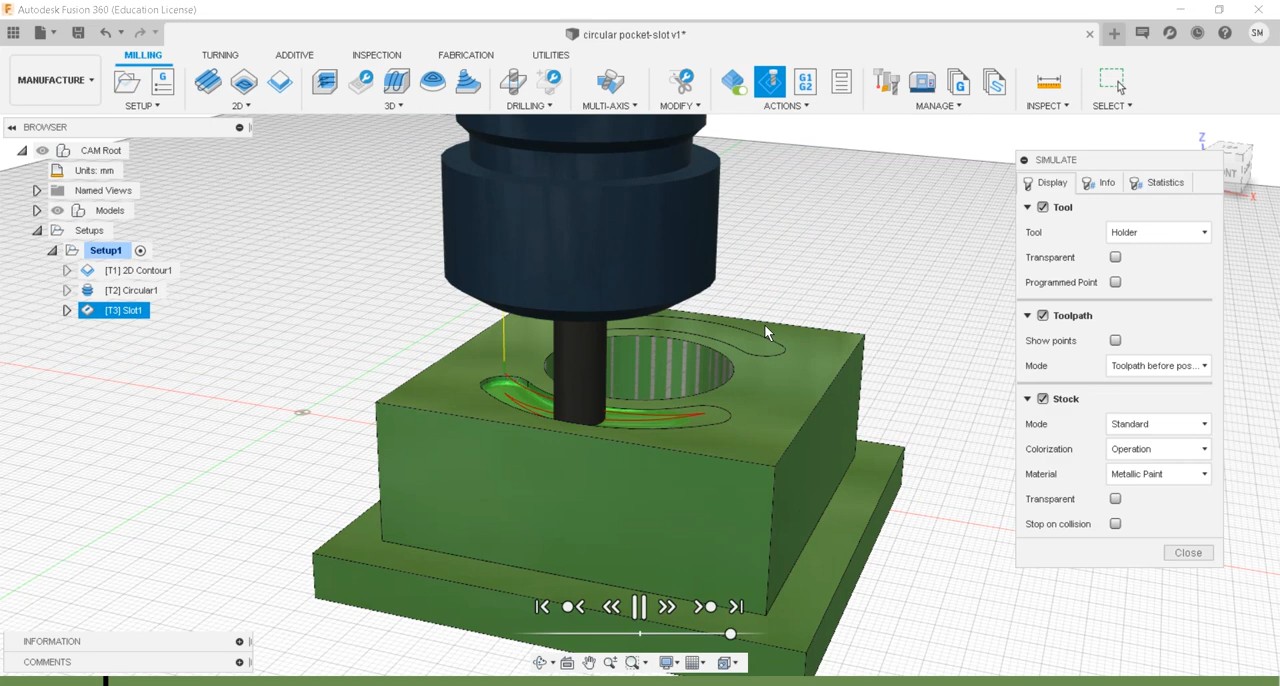 Autodesk Fusion 360 (Education License)
circular pocket-slot v1*
SM
MANUFACTURE
MILLING
TURNING
ADDITIVE
INSPECTION
FABRICATION
UTILITIES
G
G1
G2
G
S
SETUP
2D
3D
DRILLING
MULTI-AXIS
MODIFY
ACTIONS
MANAGE
INSPECT
SELECT
BROWSER
CAM Root
Units: mm
Named Views
Models
Setups
Setup1
[T1] 2D Contour1
[T2] Circular1
[T3] Slot1
Z
X
SIMULATE
Display
Info
Statistics
Tool
Tool
Holder
Transparent
Programmed Point
Toolpath
Show points
Mode
Toolpath before pos...
Stock
Mode
Standard
Colorization
Operation
Material
Metallic Paint
Transparent
Stop on collision
Close
INFORMATION
COMMENTS